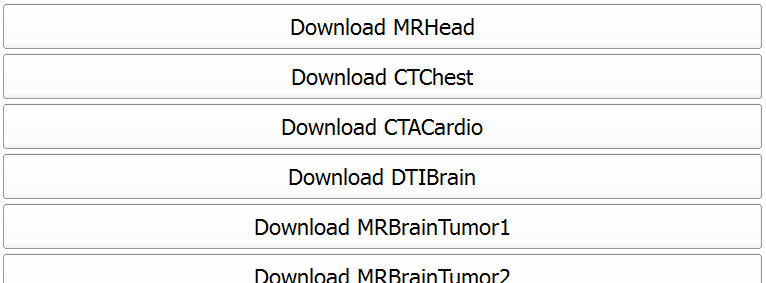 Download MRHead
Download CTChest
Download CTACardio
Download DTIBrain
Download MRBrainTumor1
Download MRBrainTumor2